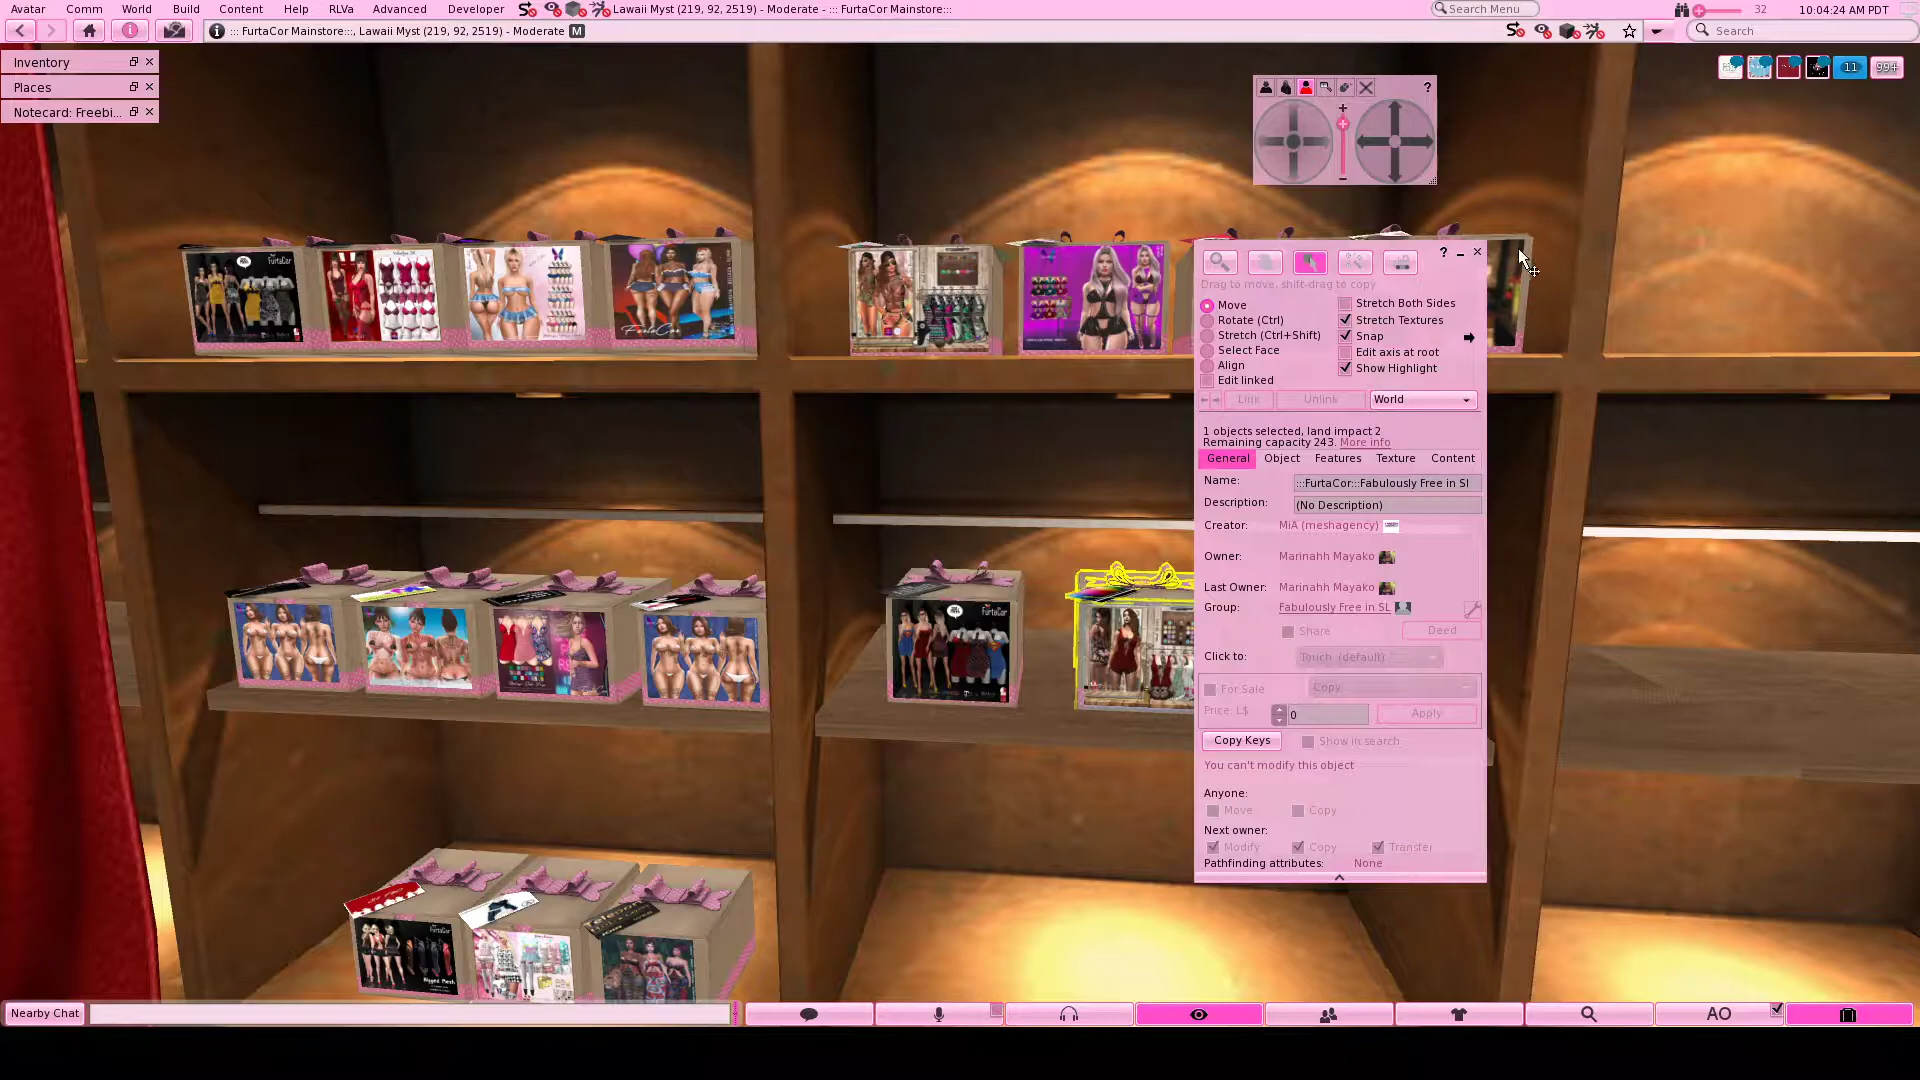 Avatar Comm World Build Content Help RLVa Advanced Developer Lawaii Myst (219, 92, 2519) - Moderate - ::: FurtaCor Mainstore::: Search Menu 32 10:04:24 AM PDT
::: FurtaCor Mainstore:::, Lawaii Myst (219, 92, 2519) - Moderate M Search
Inventory
Places
Notecard: Freebi...
11 99+
?
?
Drag to move, shift-drag to copy
Move
Rotate (Ctrl)
Stretch (Ctrl+Shift)
Select Face
Align
Edit linked
Stretch Both Sides
Stretch Textures
Snap
Edit axis at root
Show Highlight
Link Unlink World
1 objects selected, land impact 2
Remaining capacity 243. More info
General Object Features Texture Content
Name: :::FurtaCor:::Fabulously Free in Sl
Description: (No Description)
Creator: MiA (meshagency)
Owner: Marinahh Mayako
Last Owner: Marinahh Mayako
Group: Fabulously Free in SL
Share Deed
Click to: Touch (default)
For Sale Copy
Price: L$ 0 Apply
Copy Keys Show in search
You can't modify this object
Anyone:
Move Copy
Next owner:
Modify Copy Transfer
Pathfinding attributes: None
FurtaCor
FurtaCor
FurtaCor
FurtaCor
Rigged Mesh
Teleport
Nearby Chat AO